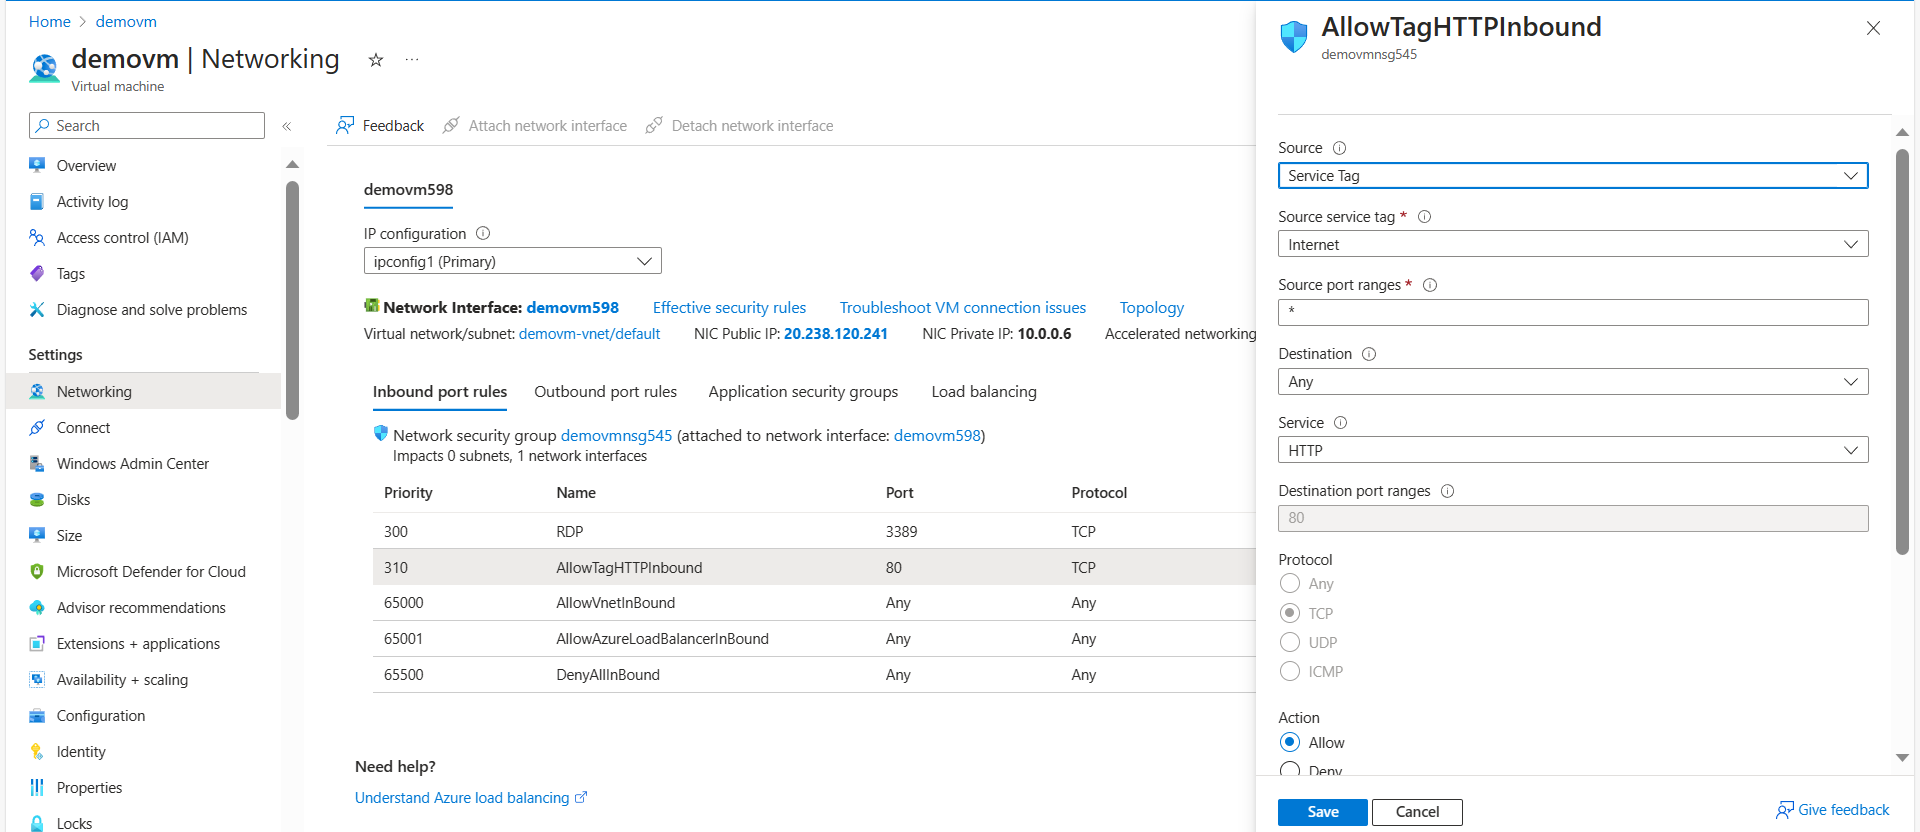 Home > demovm
demovm | Networking
Virtual machine
Search
Overview
Activity log
Access control (IAM)
Tags
Diagnose and solve problems
Settings
Networking
Connect
Windows Admin Center
Disks
Size
Microsoft Defender for Cloud
Advisor recommendations
Extensions + applications
Availability + scaling
Configuration
Identity
Properties
Locks
Feedback Attach network interface Detach network interface
demovm598
IP configuration
ipconfig1 (Primary)
Network Interface: demovm598 Effective security rules Troubleshoot VM connection issues Topology
Virtual network/subnet: demovm-vnet/default NIC Public IP: 20.238.120.241 NIC Private IP: 10.0.0.6 Accelerated networking
Inbound port rules Outbound port rules Application security groups Load balancing
Network security group demovmnsg545 (attached to network interface: demovm598)
Impacts 0 subnets, 1 network interfaces
Priority Name Port Protocol
300 RDP 3389 TCP
310 AllowTagHTTPInbound 80 TCP
65000 AllowVnetInBound Any Any
65001 AllowAzureLoadBalancerInBound Any Any
65500 DenyAllInBound Any Any
Need help?
Understand Azure load balancing
AllowTagHTTPInbound
demovmnsg545
Source
Service Tag
Source service tag *
Internet
Source port ranges *
*
Destination
Any
Service
HTTP
Destination port ranges
80
Protocol
Any
TCP
UDP
ICMP
Action
Allow
Deny
Save Cancel Give feedback